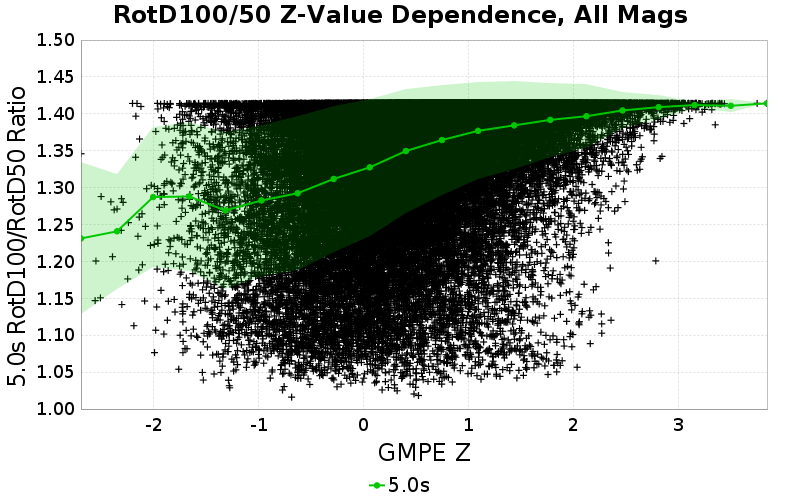 RotD100/50 Z-Value Dependence, All Mags
5.0s RotD100/RotD50 Ratio
1.50
1.45
1.40
1.35
1.30
1.25
1.20
1.15
1.10
1.05
1.00
-2 -1 0 1 2 3
GMPE Z
5.0s